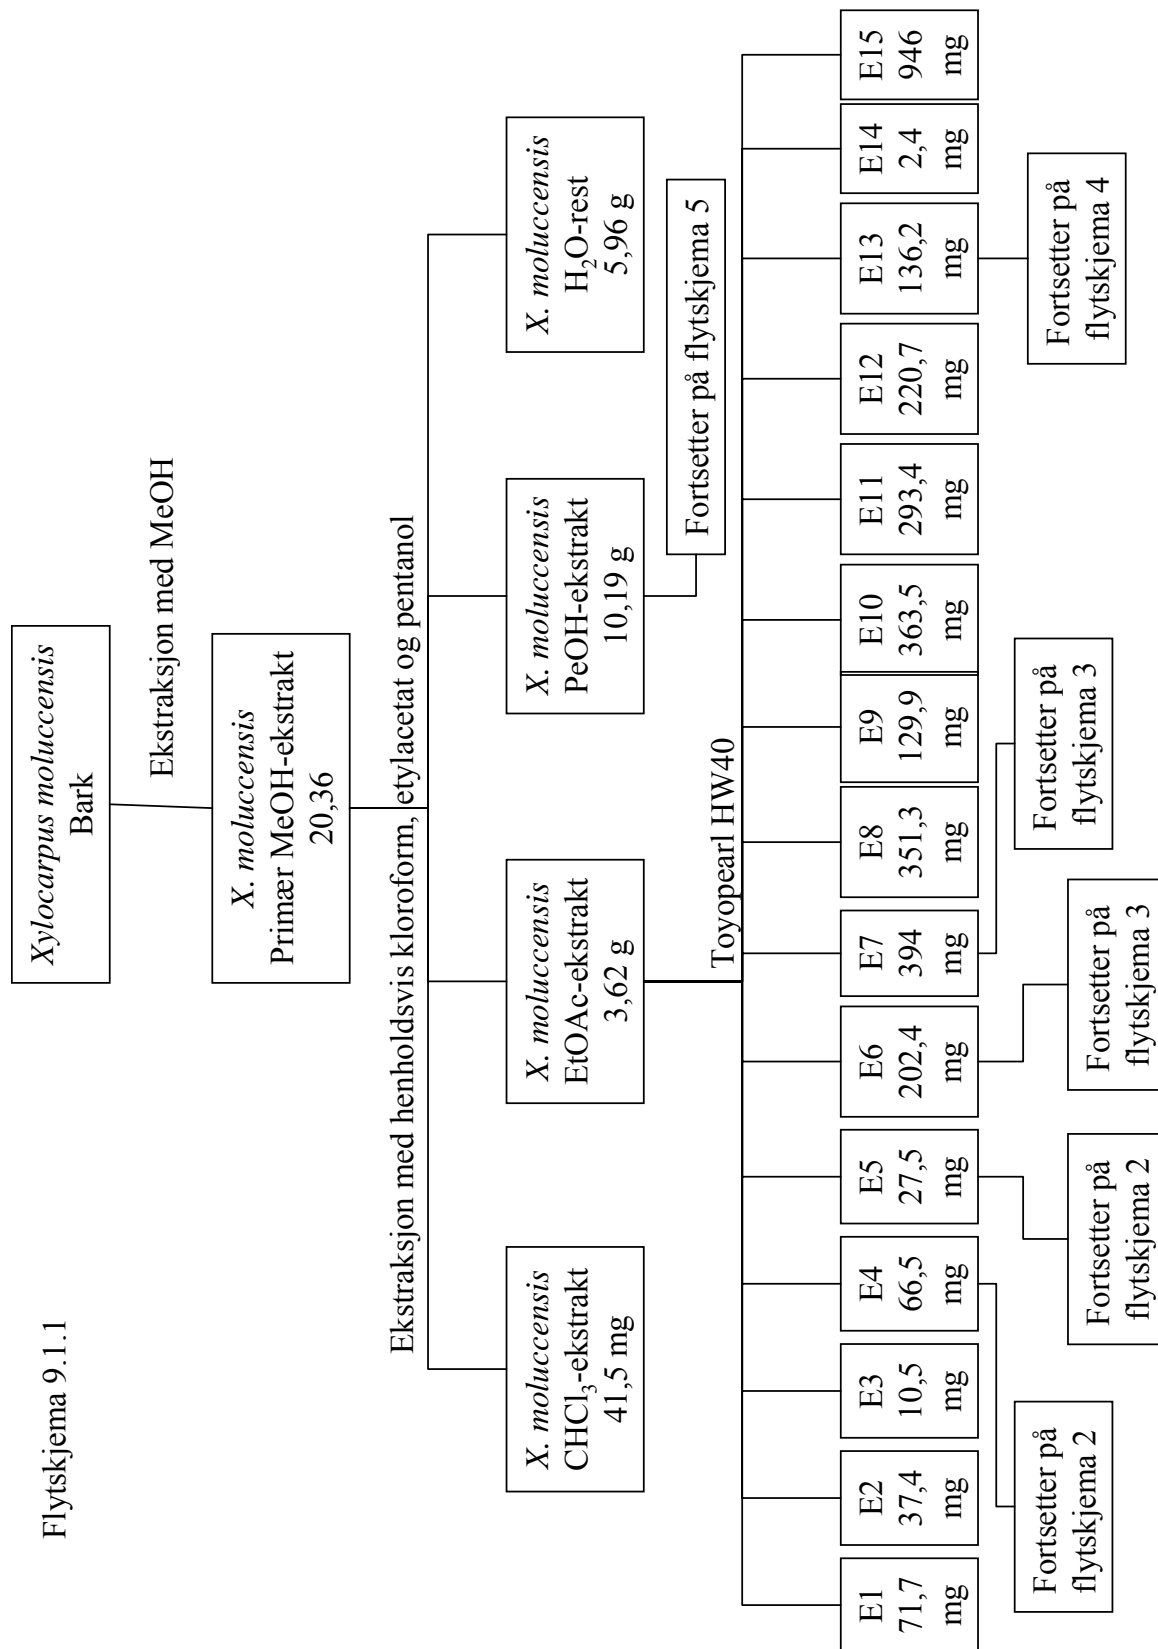 Flytskjema 9.1.1
Xylocarpus moluccensis
Bark
Ekstraksjon med MeOH
X. moluccensis
Primær MeOH-ekstrakt
20,36
Ekstraksjon med henholdsvis kloroform, etylacetat og pentanol
X. moluccensis
CHCl₃-ekstrakt
41,5 mg
X. moluccensis
EtOAc-ekstrakt
3,62 g
X. moluccensis
PeOH-ekstrakt
10,19 g
X. moluccensis
H₂O-rest
5,96 g
Fortsetter på flytskjema 5
Toyopearl HW40
E1
71,7
mg
E2
37,4
mg
E3
10,5
mg
E4
66,5
mg
E5
27,5
mg
E6
202,4
mg
E7
394
mg
E8
351,3
mg
E9
129,9
mg
E10
363,5
mg
E11
293,4
mg
E12
220,7
mg
E13
136,2
mg
E14
2,4
mg
E15
946
mg
Fortsetter på
flytskjema 2
Fortsetter på
flytskjema 2
Fortsetter på
flytskjema 3
Fortsetter på
flytskjema 3
Fortsetter på
flytskjema 4